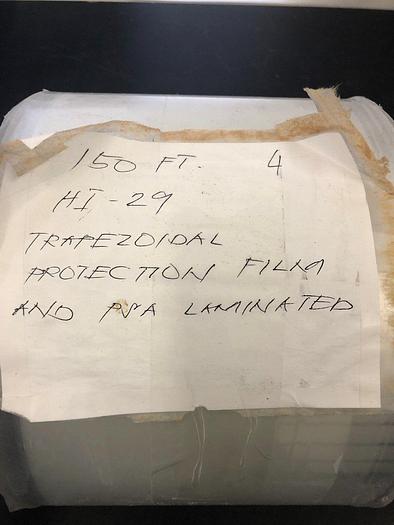 150 FT. 4
HI-29
TRAPEZOIDAL
PROTECTION FILM
AND PSA LAMINATED